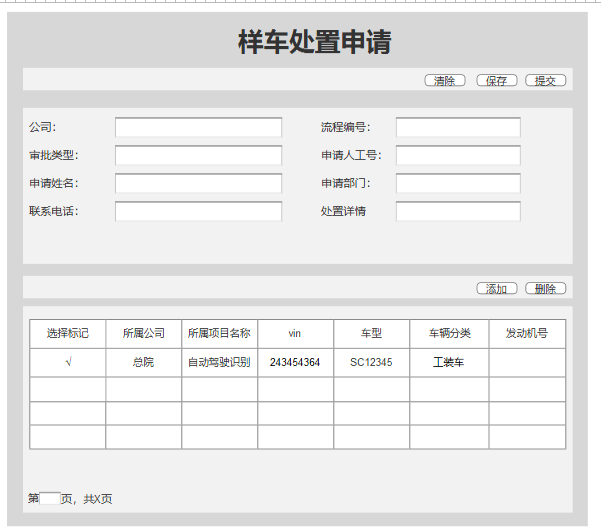 样车处置申请
清除 保存 提交
公司： 流程编号：
审批类型： 申请人工号：
申请姓名： 申请部门：
联系电话： 处置详情
添加 删除
选择标记 所属公司 所属项目名称 vin 车型 车辆分类 发动机号
√ 总院 自动驾驶识别 243454364 SC12345 工装车
第 页，共X页